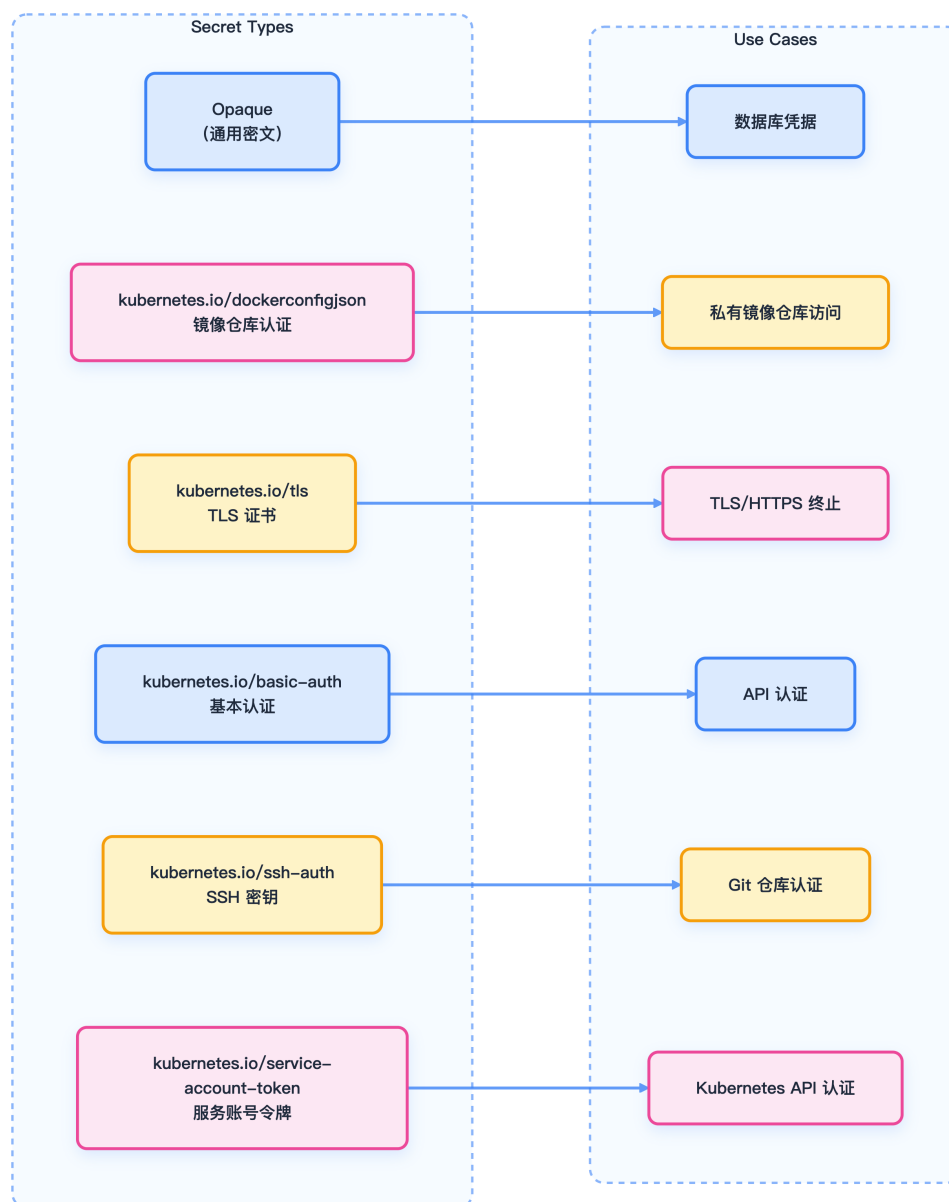 Secret Types
Use Cases
Opaque
（通用密文）
数据库凭据
kubernetes.io/dockerconfigjson
镜像仓库认证
私有镜像仓库访问
kubernetes.io/tls
TLS 证书
TLS/HTTPS 终止
kubernetes.io/basic-auth
基本认证
API 认证
kubernetes.io/ssh-auth
SSH 密钥
Git 仓库认证
kubernetes.io/service-
account-token
服务账号令牌
Kubernetes API 认证